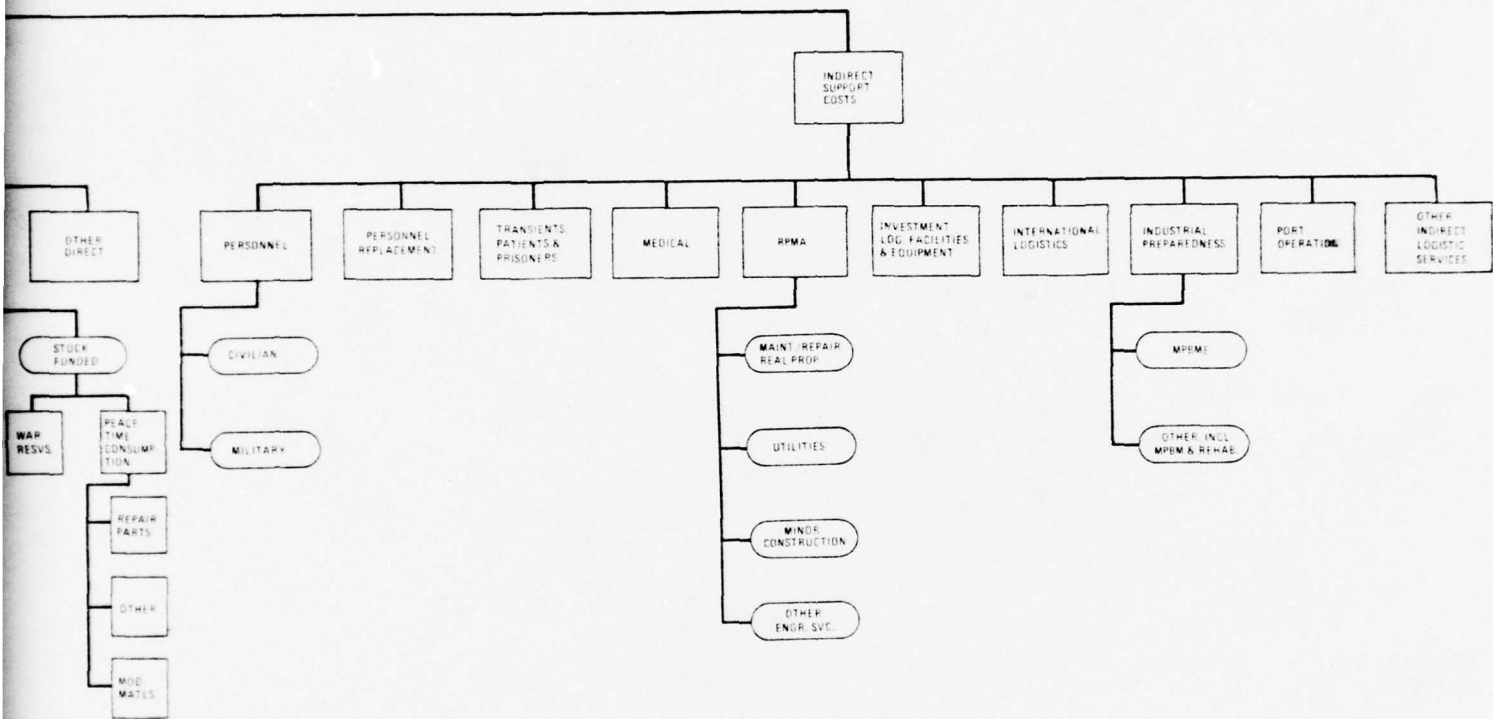 INDIRECT
SUPPORT
COSTS
OTHER
DIRECT
PERSONNEL
PERSONNEL
REPLACEMENT
TRANSIENTS,
PATIENTS &
PRISONERS
MEDICAL
RPMA
INVESTMENT
LOG. FACILITIES
& EQUIPMENT
INTERNATIONAL
LOGISTICS
INDUSTRIAL
PREPAREDNESS
PORT
OPERATION
OTHER
INDIRECT
LOGISTIC
SERVICES
STOCK
FUNDED
WAR
RESVS.
PEACE
TIME
CONSUMP
TION
REPAIR
PARTS
OTHER
MOD
MATLS.
CIVILIAN
MILITARY
MAINT./REPAIR
REAL PROP
UTILITIES
MINOR
CONSTRUCTION
OTHER
ENGR. SVC.
MPBME
OTHER INCL
MPBM & REHAB.